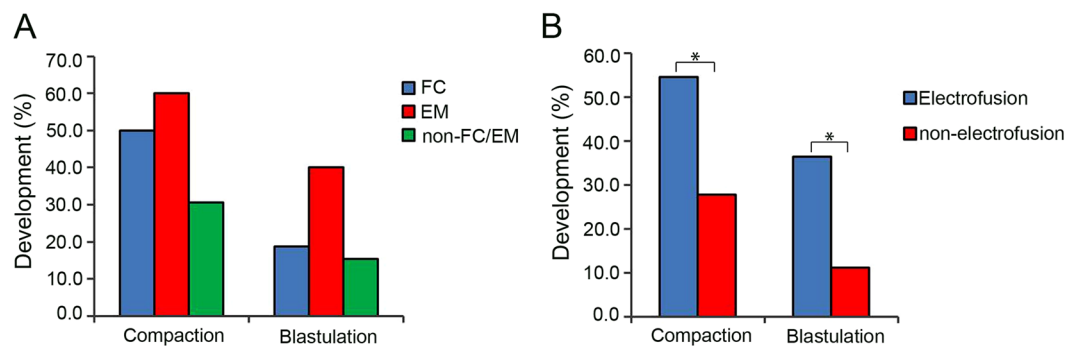 A
Development (%)
70.0
60.0
50.0
40.0
30.0
20.0
10.0
0.0
Compaction
Blastulation
FC
EM
non-FC/EM
B
Development (%)
60.0
50.0
40.0
30.0
20.0
10.0
0.0
*
*
Compaction
Blastulation
Electrofusion
non-electrofusion